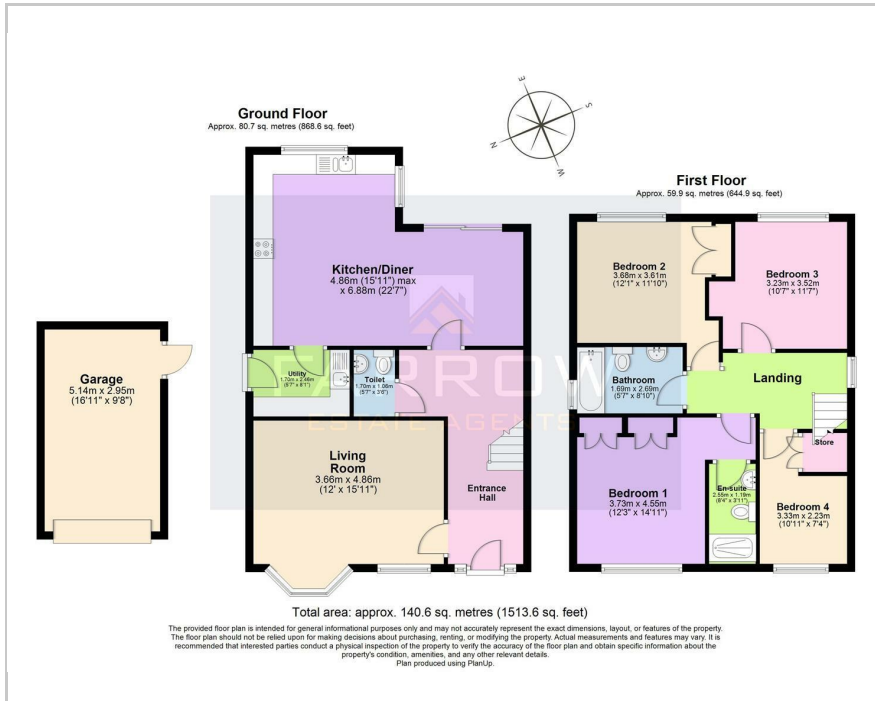 Ground Floor
Approx. 80.7 sq. metres (868.6 sq. feet)
E
S
N
W
First Floor
Approx. 59.9 sq. metres (644.9 sq. feet)
Kitchen/Diner
4.86m (15'11") max
x 6.88m (22'7")
Bedroom 2
3.68m x 3.61m
(12'1" x 11'10")
Bedroom 3
3.23m x 3.52m
(10'7" x 11'7")
Garage
5.14m x 2.95m
(16'11" x 9'8")
Utility
1.70m x 2.46m
(5'7" x 8'1")
Toilet
1.70m x 1.06m
(5'7" x 3'6")
Bathroom
1.69m x 2.69m
(5'7" x 8'10")
Landing
FARROW
ESTATE AGENTS
Living
Room
3.66m x 4.86m
(12' x 15'11")
Entrance
Hall
Store
Bedroom 1
3.73m x 4.55m
(12'3" x 14'11")
En-suite
2.55m x 1.19m
(8'4" x 3'11")
Bedroom 4
3.33m x 2.23m
(10'11" x 7'4")
Total area: approx. 140.6 sq. metres (1513.6 sq. feet)
The provided floor plan is intended for general informational purposes only and may not accurately represent the exact dimensions, layout, or features of the property.
The floor plan should not be relied upon for making decisions about purchasing, renting, or modifying the property. Actual measurements and features may vary. It is
recommended that interested parties conduct a physical inspection of the property to verify the accuracy of the floor plan and obtain specific information about the
property's condition, amenities, and any other relevant details.
Plan produced using PlanUp.